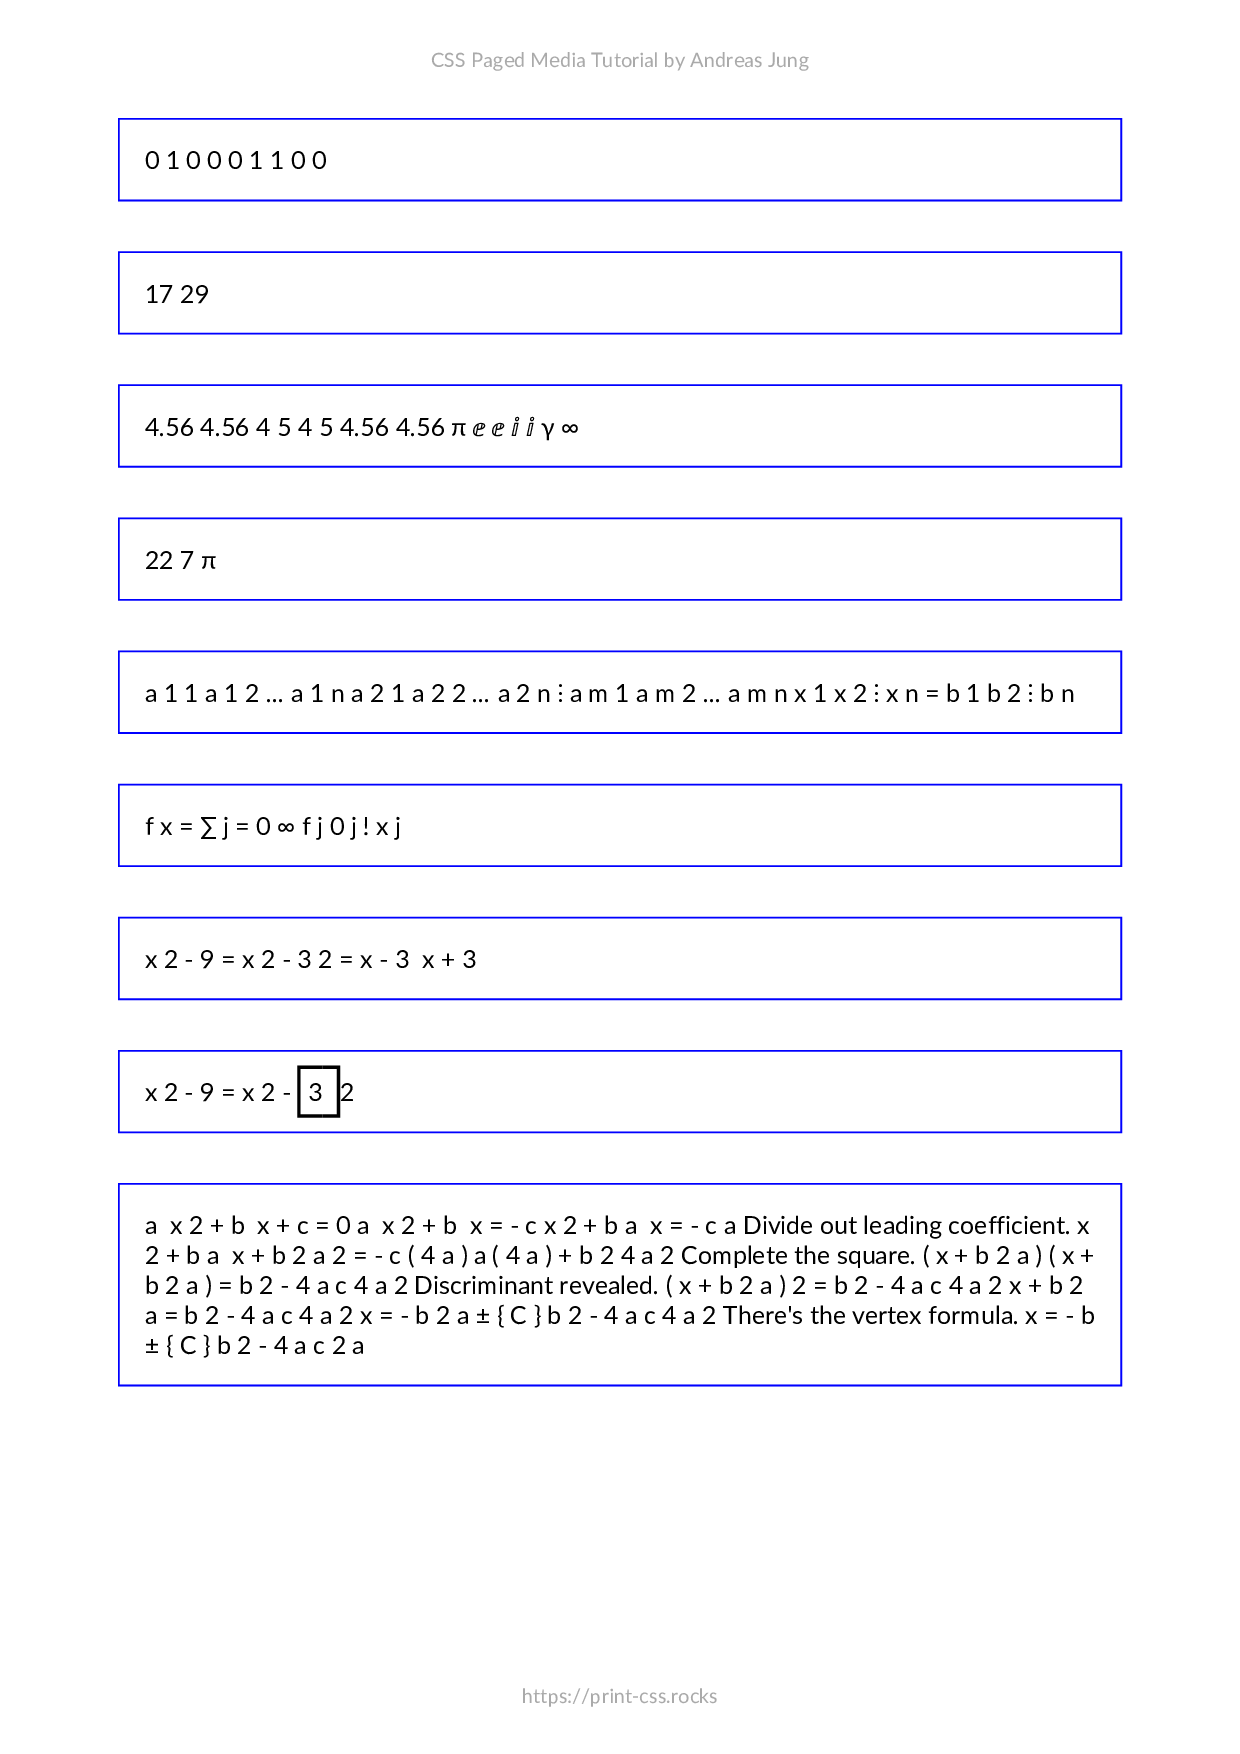 CSS Paged Media Tutorial by Andreas Jung
0 1 0 0 0 1 1 0 0
17 29
4.56 4.56 4 5 4 5 4.56 4.56 π ⅇ ⅇ ⅈ ⅈ γ ∞
22 7 π
a 1 1 a 1 2 … a 1 n a 2 1 a 2 2 … a 2 n ⋮ a m 1 a m 2 … a m n x 1 x 2 ⋮ x n = b 1 b 2 ⋮ b n
f x = ∑ j = 0 ∞ f j 0 j ! x j
x 2 - 9 = x 2 - 3 2 = x - 3 x + 3
x 2 - 9 = x 2 - 3 2
a x 2 + b x + c = 0 a x 2 + b x = - c x 2 + b a x = - c a Divide out leading coefficient. x
2 + b a x + b 2 a 2 = - c ( 4 a ) a ( 4 a ) + b 2 4 a 2 Complete the square. ( x + b 2 a ) ( x +
b 2 a ) = b 2 - 4 a c 4 a 2 Discriminant revealed. ( x + b 2 a ) 2 = b 2 - 4 a c 4 a 2 x + b 2
a = b 2 - 4 a c 4 a 2 x = - b 2 a ± { C } b 2 - 4 a c 4 a 2 There's the vertex formula. x = - b
± { C } b 2 - 4 a c 2 a
https://print-css.rocks